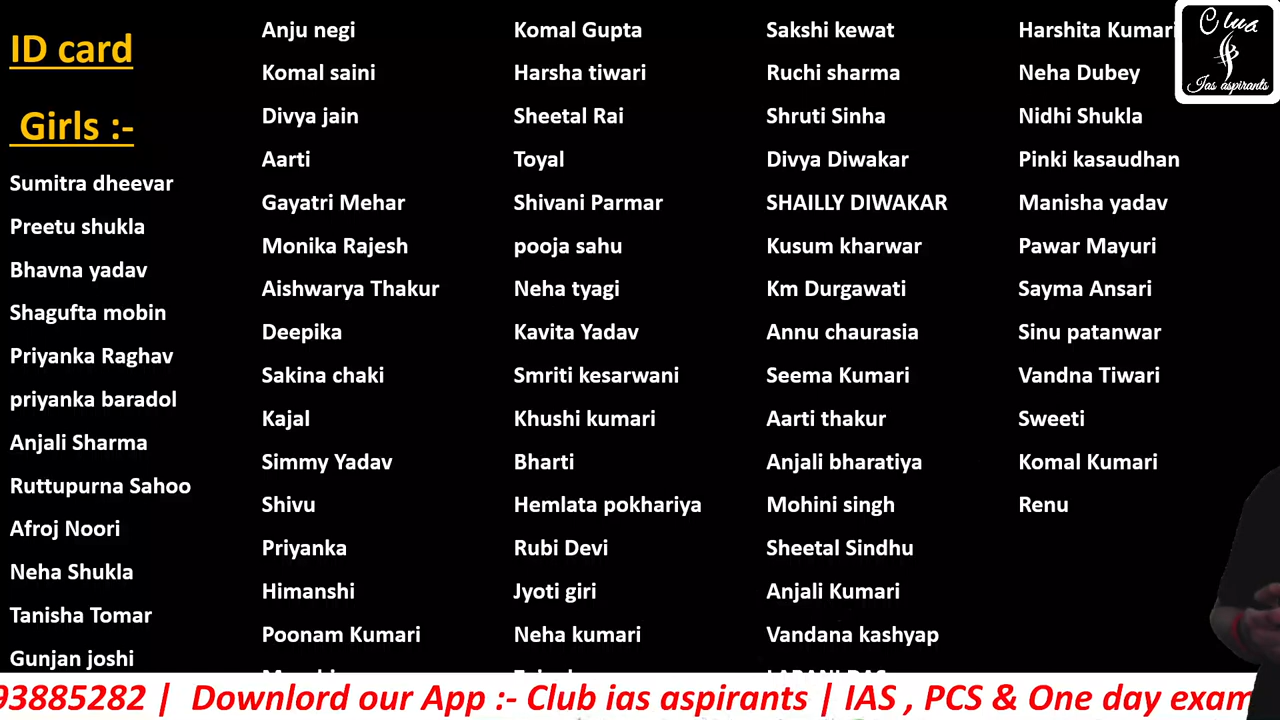 ID card
Girls :-
Sumitra dheevar
Preetu shukla
Bhavna yadav
Shagufta mobin
Priyanka Raghav
priyanka baradol
Anjali Sharma
Ruttupurna Sahoo
Afroj Noori
Neha Shukla
Tanisha Tomar
Gunjan joshi
Anju negi
Komal saini
Divya jain
Aarti
Gayatri Mehar
Monika Rajesh
Aishwarya Thakur
Deepika
Sakina chaki
Kajal
Simmy Yadav
Shivu
Priyanka
Himanshi
Poonam Kumari
Komal Gupta
Harsha tiwari
Sheetal Rai
Toyal
Shivani Parmar
pooja sahu
Neha tyagi
Kavita Yadav
Smriti kesarwani
Khushi kumari
Bharti
Hemlata pokhariya
Rubi Devi
Jyoti giri
Neha kumari
Sakshi kewat
Ruchi sharma
Shruti Sinha
Divya Diwakar
SHAILLY DIWAKAR
Kusum kharwar
Km Durgawati
Annu chaurasia
Seema Kumari
Aarti thakur
Anjali bharatiya
Mohini singh
Sheetal Sindhu
Anjali Kumari
Vandana kashyap
Harshita Kumari
Neha Dubey
Nidhi Shukla
Pinki kasaudhan
Manisha yadav
Pawar Mayuri
Sayma Ansari
Sinu patanwar
Vandna Tiwari
Sweeti
Komal Kumari
Renu
Club
Ias aspirants
93885282 | Downlord our App :- Club ias aspirants | IAS , PCS & One day exam